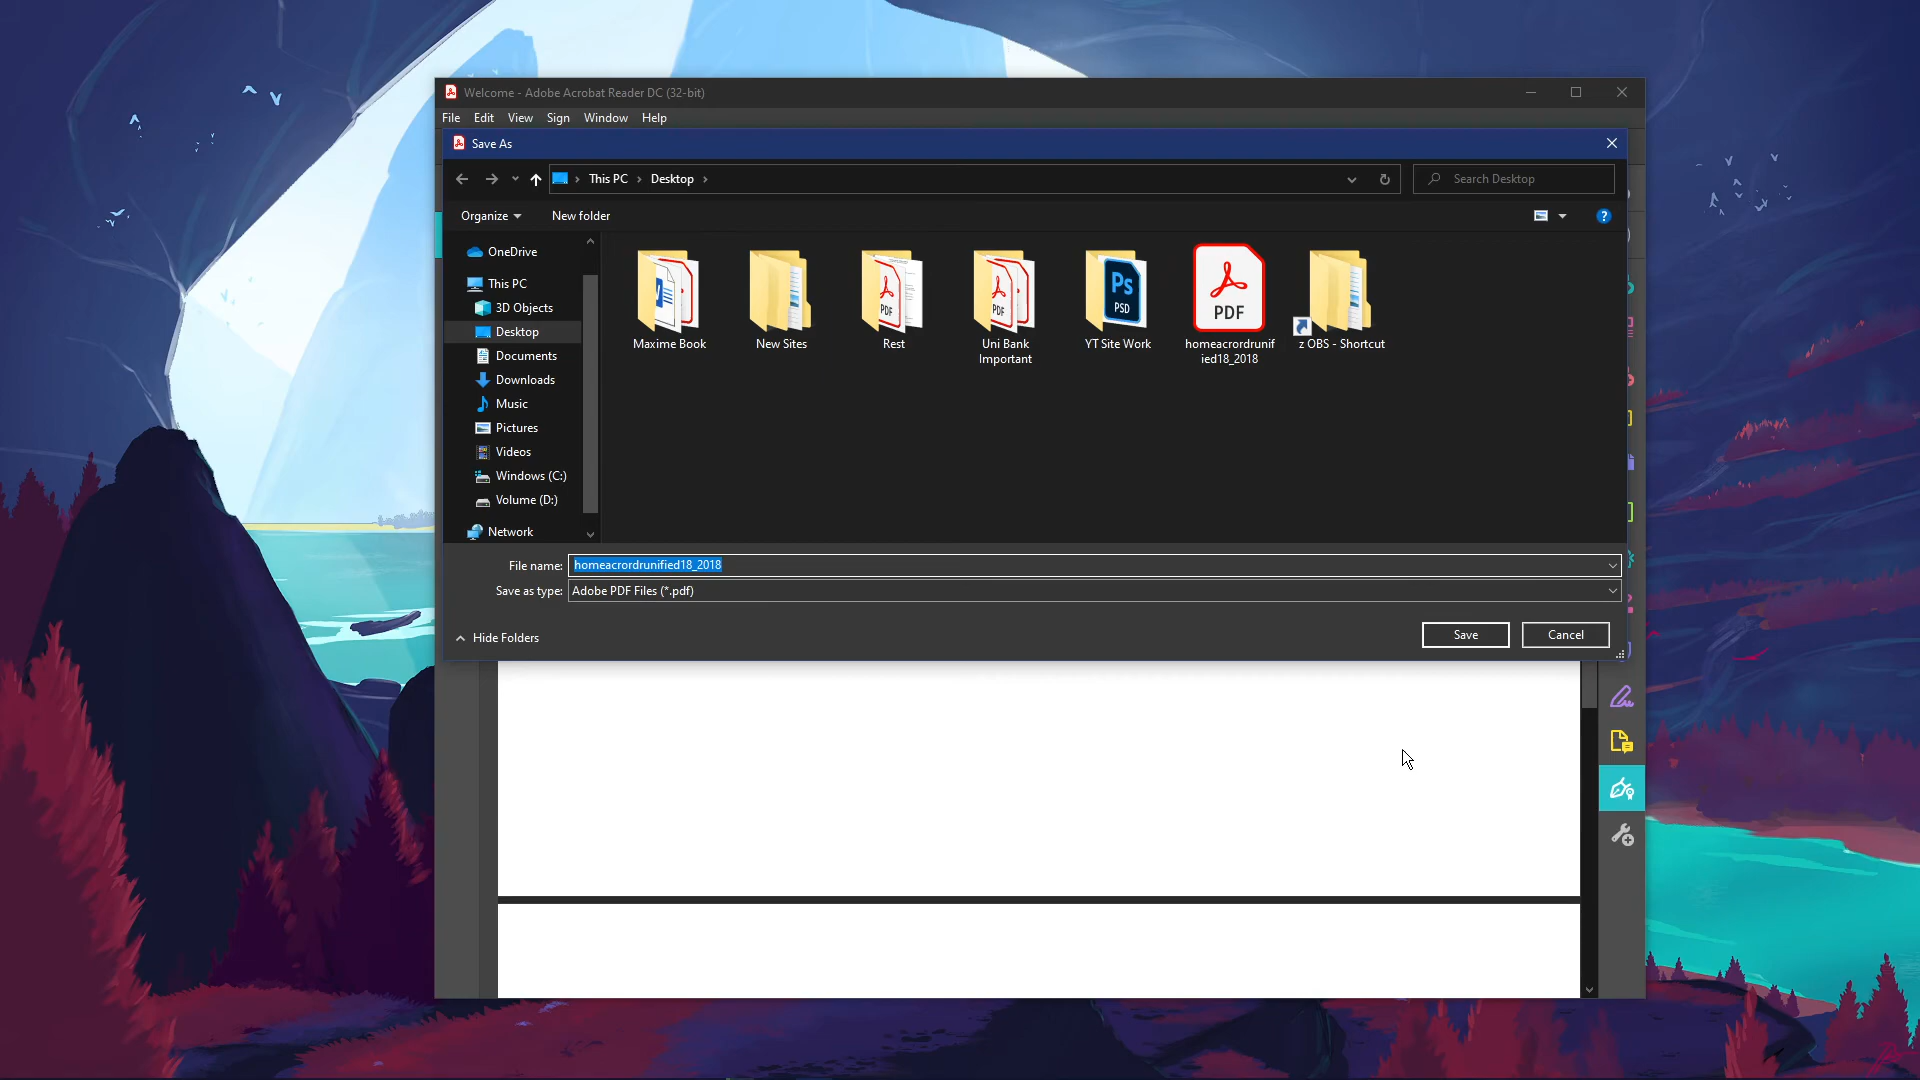 Welcome - Adobe Acrobat Reader DC (32-bit)
File Edit View Sign Window Help
Save As
This PC Desktop
Search Desktop
Organize New folder
?
OneDrive
This PC
3D Objects
Desktop
Documents
Downloads
Music
Pictures
Videos
Windows (C:)
Volume (D:)
Network
W
PDF
PDF
Ps
PSD
PDF
Maxime Book
New Sites
Rest
Uni Bank
Important
YT Site Work
homeacrordrunif
ied18_2018
z OBS - Shortcut
File name: homeacrordrunified18_2018
Save as type: Adobe PDF Files (*.pdf)
Hide Folders
Save Cancel